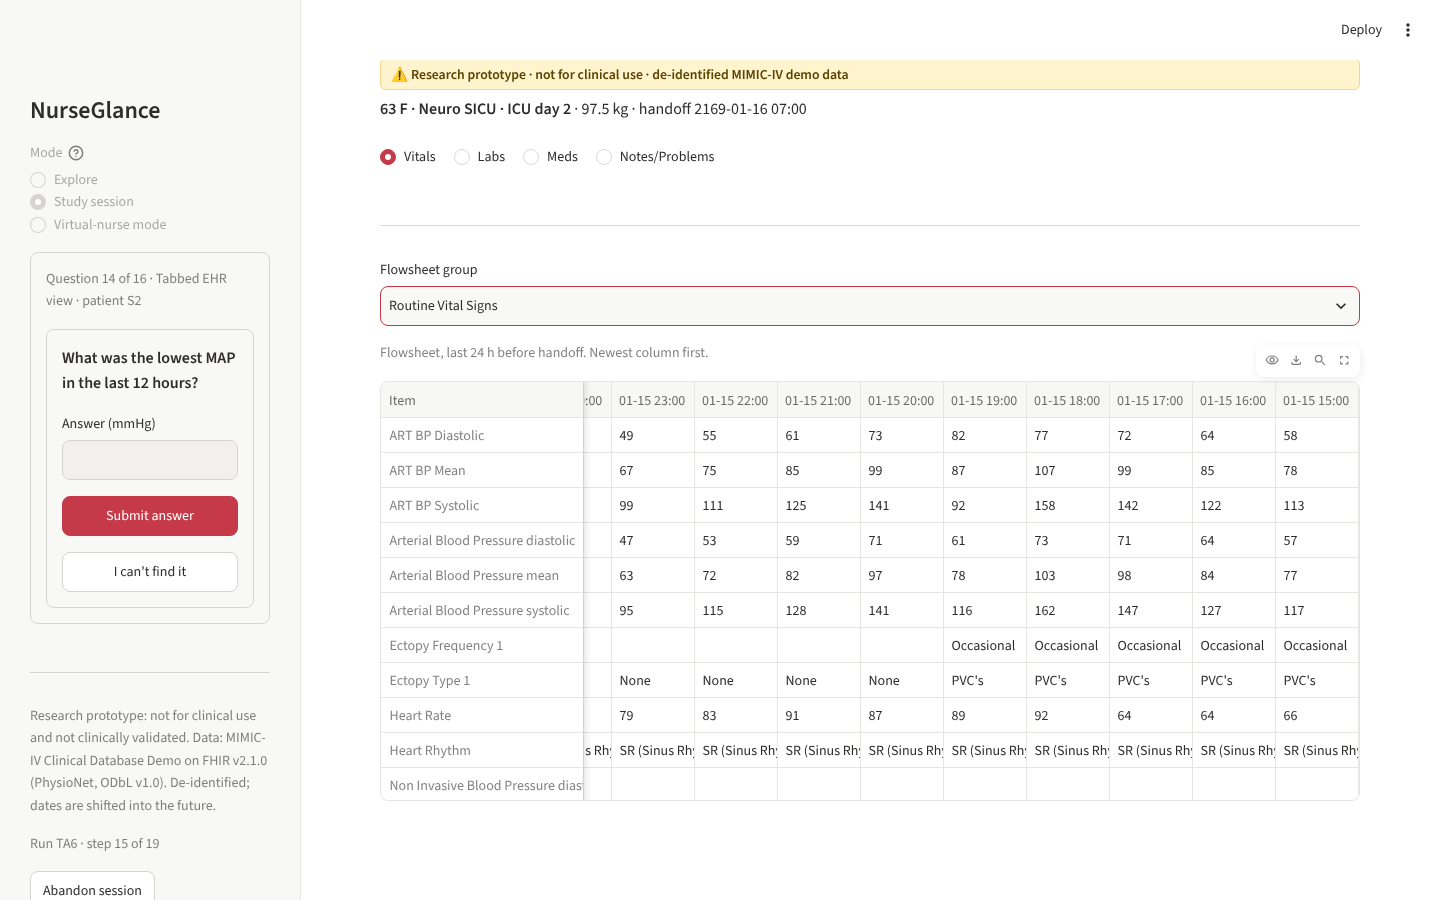 Deploy
NurseGlance
Mode
Explore
Study session
Virtual-nurse mode
Question 14 of 16 · Tabbed EHR
view · patient S2
What was the lowest MAP
in the last 12 hours?
Answer (mmHg)
Submit answer
I can't find it
Research prototype: not for clinical use
and not clinically validated. Data: MIMIC-
IV Clinical Database Demo on FHIR v2.1.0
(PhysioNet, ODbL v1.0). De-identified;
dates are shifted into the future.
Run TA6 · step 15 of 19
Abandon session
⚠️ Research prototype · not for clinical use · de-identified MIMIC-IV demo data
63 F · Neuro SICU · ICU day 2 · 97.5 kg · handoff 2169-01-16 07:00
Vitals Labs Meds Notes/Problems
Flowsheet group
Routine Vital Signs
Flowsheet, last 24 h before handoff. Newest column first.
Item :00 01-15 23:00 01-15 22:00 01-15 21:00 01-15 20:00 01-15 19:00 01-15 18:00 01-15 17:00 01-15 16:00 01-15 15:00
ART BP Diastolic 49 55 61 73 82 77 72 64 58
ART BP Mean 67 75 85 99 87 107 99 85 78
ART BP Systolic 99 111 125 141 92 158 142 122 113
Arterial Blood Pressure diastolic 47 53 59 71 61 73 71 64 57
Arterial Blood Pressure mean 63 72 82 97 78 103 98 84 77
Arterial Blood Pressure systolic 95 115 128 141 116 162 147 127 117
Ectopy Frequency 1 Occasional Occasional Occasional Occasional Occasional
Ectopy Type 1 None None None None PVC's PVC's PVC's PVC's PVC's
Heart Rate 79 83 91 87 89 92 64 64 66
Heart Rhythm s Rhy SR (Sinus Rhy SR (Sinus Rhy SR (Sinus Rhy SR (Sinus Rhy SR (Sinus Rhy SR (Sinus Rhy SR (Sinus Rhy SR (Sinus Rhy SR (Sinus Rhy
Non Invasive Blood Pressure dias